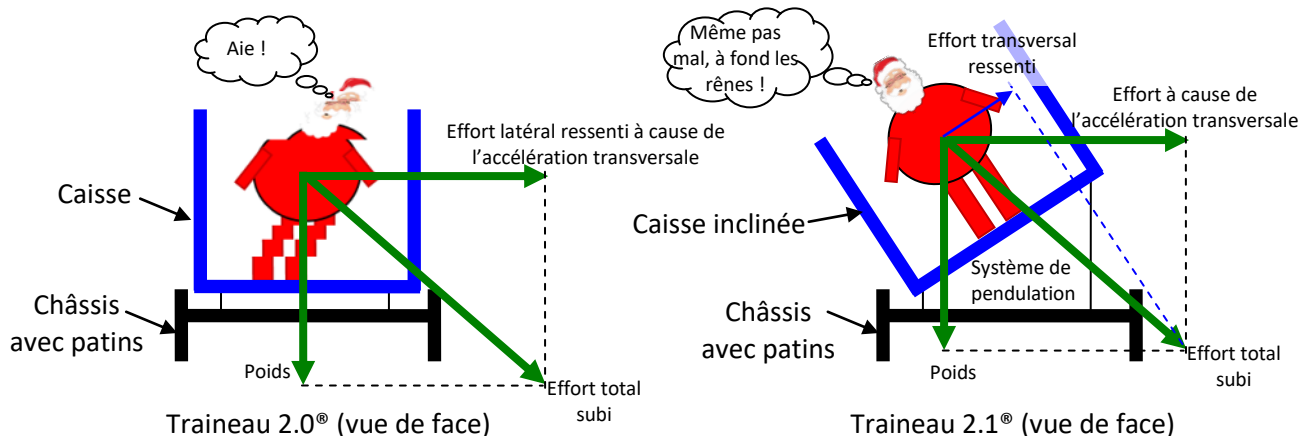 Aie !
Effort latéral ressenti à cause de
l'accélération transversale
Caisse
Châssis
avec patins
Poids
Effort total
subi
Traineau 2.0® (vue de face)
Même pas
mal, à fond les
rênes !
Effort transversal
ressenti
Effort à cause de
l'accélération transversale
Caisse inclinée
Système de
pendulation
Châssis
avec patins
Poids
Effort total
subi
Traineau 2.1® (vue de face)